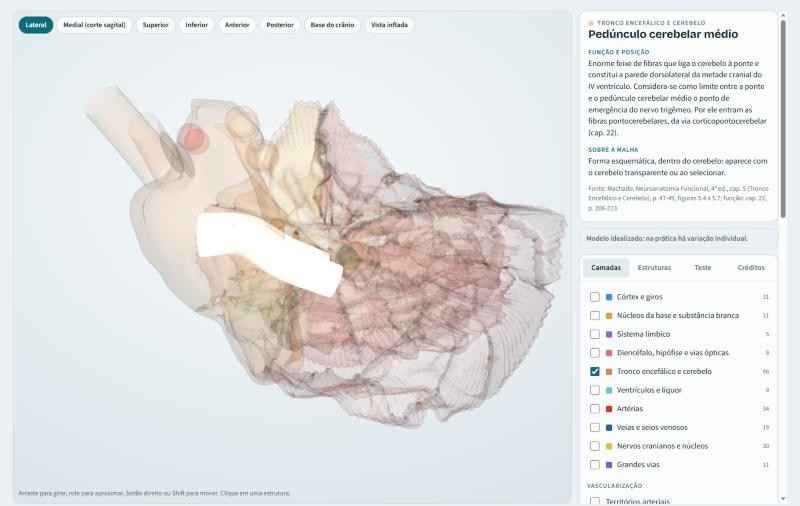 Lateral
Medial (corte sagital)
Superior
Inferior
Anterior
Posterior
Base do crânio
Vista inflada
Arraste para girar, role para aproximar, botão direito ou Shift para mover. Clique em uma estrutura.
TRONCO ENCEFÁLICO E CEREBELO
Pedúnculo cerebelar médio
FUNÇÃO E POSIÇÃO
Enorme feixe de fibras que liga o cerebelo à ponte e
constitui a parede dorsolateral da metade cranial do
IV ventrículo. Considera-se como limite entre a ponte
e o pedúnculo cerebelar médio o ponto de
emergência do nervo trigêmeo. Por ele entram as
fibras pontocerebelares, da via corticopontocerebelar
(cap. 22).
SOBRE A MALHA
Forma esquemática, dentro do cerebelo: aparece com
o cerebelo transparente ou ao selecionar.
Fonte: Machado, Neuroanatomia Funcional, 4ª ed., cap. 5 (Tronco
Encefálico e Cerebelo), p. 47-49, figuras 5.4 a 5.7; função: cap. 22,
p. 208-213.
Modelo idealizado: na prática há variação individual.
Camadas
Estruturas
Teste
Créditos
Córtex e giros 31
Núcleos da base e substância branca 11
Sistema límbico 5
Diencéfalo, hipófise e vias ópticas 8
Tronco encefálico e cerebelo 46
Ventrículos e líquor 9
Artérias 34
Veias e seios venosos 19
Nervos cranianos e núcleos 30
Grandes vias 11
VASCULARIZAÇÃO
Territórios arteriais